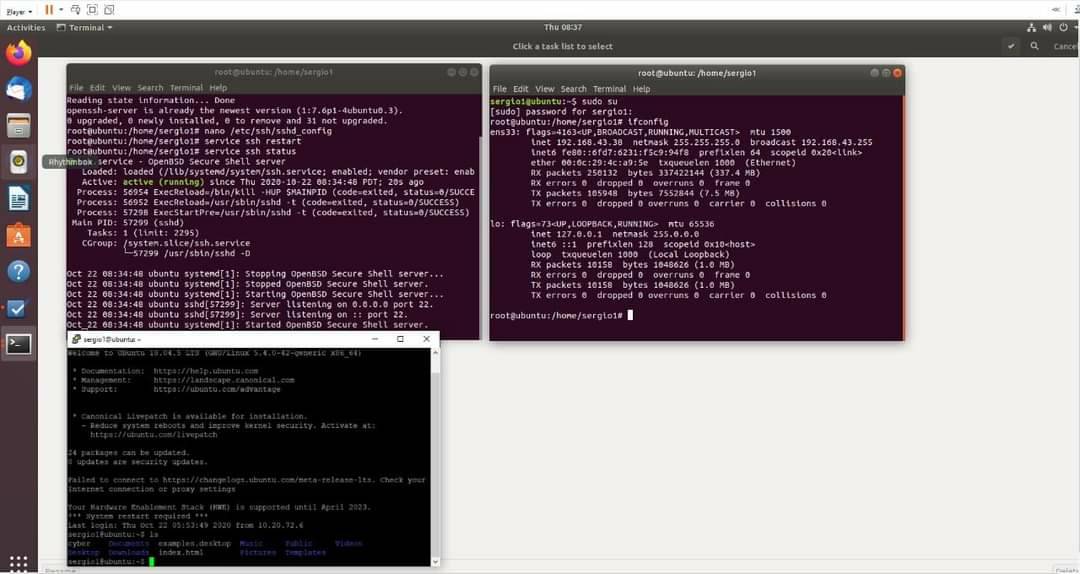 Player
Activities
Terminal
Thu 08:37
Click a task list to select
Cancel
root@ubuntu: /home/sergio1
File Edit View Search Terminal Help
Reading state information... Done
openssh-server is already the newest version (1:7.6p1-4ubuntu0.3).
0 upgraded, 0 newly installed, 0 to remove and 31 not upgraded.
root@ubuntu:/home/sergio1# nano /etc/ssh/sshd_config
root@ubuntu:/home/sergio1# service ssh restart
root@ubuntu:/home/sergio1# service ssh status
Rhythmbox
service - OpenBSD Secure Shell server
Loaded: loaded (/lib/systemd/system/ssh.service; enabled; vendor preset: enab
Active: active (running) since Thu 2020-10-22 08:34:48 PDT; 20s ago
Process: 56954 ExecReload=/bin/kill -HUP $MAINPID (code=exited, status=0/SUCCE
Process: 56952 ExecReload=/usr/sbin/sshd -t (code=exited, status=0/SUCCESS)
Process: 57298 ExecStartPre=/usr/sbin/sshd -t (code=exited, status=0/SUCCESS)
Main PID: 57299 (sshd)
Tasks: 1 (limit: 2295)
CGroup: /system.slice/ssh.service
└─57299 /usr/sbin/sshd -D
Oct 22 08:34:48 ubuntu systemd[1]: Stopping OpenBSD Secure Shell server...
Oct 22 08:34:48 ubuntu systemd[1]: Stopped OpenBSD Secure Shell server.
Oct 22 08:34:48 ubuntu systemd[1]: Starting OpenBSD Secure Shell server...
Oct 22 08:34:48 ubuntu sshd[57299]: Server listening on 0.0.0.0 port 22.
Oct 22 08:34:48 ubuntu sshd[57299]: Server listening on :: port 22.
Oct 22 08:34:48 ubuntu systemd[1]: Started OpenBSD Secure Shell server.
root@ubuntu: /home/sergio1
File Edit View Search Terminal Help
sergio1@ubuntu:~$ sudo su
[sudo] password for sergio1:
root@ubuntu:/home/sergio1# ifconfig
ens33: flags=4163<UP,BROADCAST,RUNNING,MULTICAST> mtu 1500
inet 192.168.43.38 netmask 255.255.255.0 broadcast 192.168.43.255
inet6 fe80::6fd7:6231:f5c9:94f8 prefixlen 64 scopeid 0x20<link>
ether 00:0c:29:4c:a9:5e txqueuelen 1000 (Ethernet)
RX packets 250132 bytes 337422144 (337.4 MB)
RX errors 0 dropped 0 overruns 0 frame 0
TX packets 105948 bytes 7552844 (7.5 MB)
TX errors 0 dropped 0 overruns 0 carrier 0 collisions 0
lo: flags=73<UP,LOOPBACK,RUNNING> mtu 65536
inet 127.0.0.1 netmask 255.0.0.0
inet6 ::1 prefixlen 128 scopeid 0x10<host>
loop txqueuelen 1000 (Local Loopback)
RX packets 10158 bytes 1048626 (1.0 MB)
RX errors 0 dropped 0 overruns 0 frame 0
TX packets 10158 bytes 1048626 (1.0 MB)
TX errors 0 dropped 0 overruns 0 carrier 0 collisions 0
root@ubuntu:/home/sergio1#
sergio1@ubuntu: ~
Welcome to Ubuntu 18.04.5 LTS (GNU/Linux 5.4.0-42-generic x86_64)
* Documentation: https://help.ubuntu.com
* Management: https://landscape.canonical.com
* Support: https://ubuntu.com/advantage
* Canonical Livepatch is available for installation.
- Reduce system reboots and improve kernel security. Activate at:
https://ubuntu.com/livepatch
24 packages can be updated.
0 updates are security updates.
Failed to connect to https://changelogs.ubuntu.com/meta-release-lts. Check your
Internet connection or proxy settings
Your Hardware Enablement Stack (HWE) is supported until April 2023.
*** System restart required ***
Last login: Thu Oct 22 05:53:49 2020 from 10.20.72.6
sergio1@ubuntu:~$ ls
cyber Documents examples.desktop Music Public Videos
Desktop Downloads index.html Pictures Templates
sergio1@ubuntu:~$